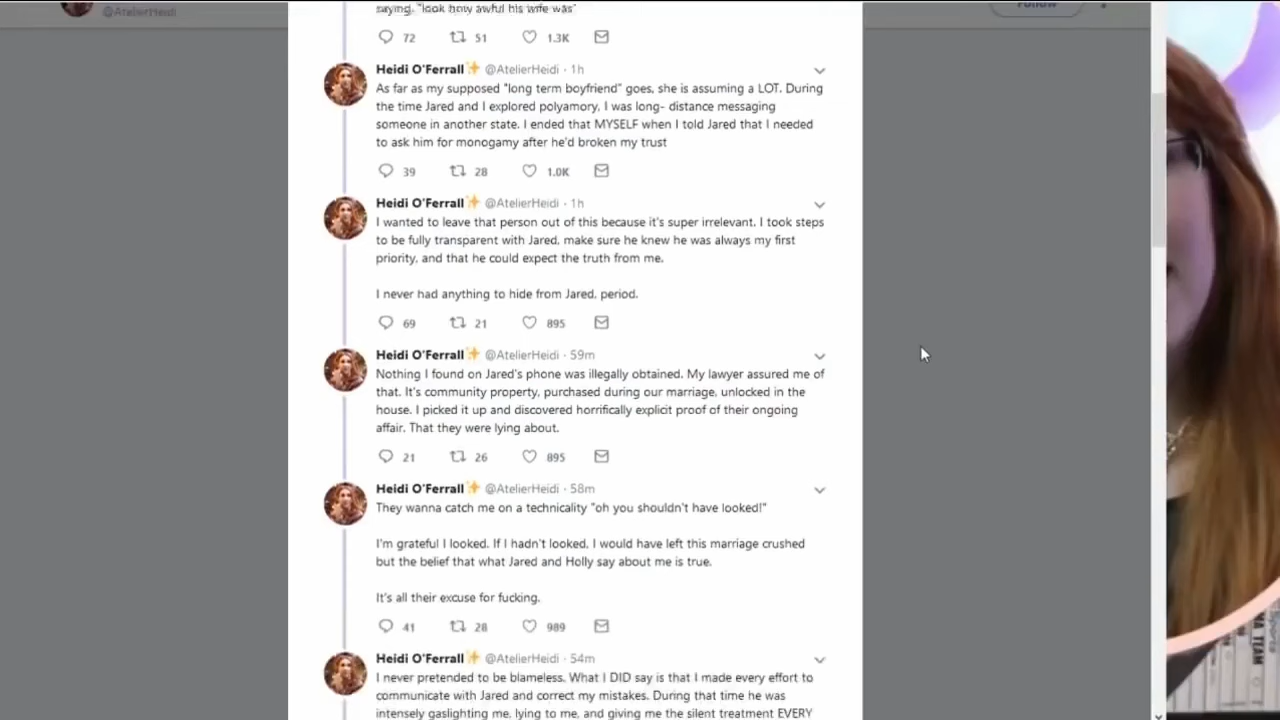 @AtelierHeidi
Follow
saying, "look how awful his wife was"
72 51 1.3K
Heidi O'Ferrall✨ @AtelierHeidi · 1h
As far as my supposed "long term boyfriend" goes, she is assuming a LOT. During
the time Jared and I explored polyamory, I was long- distance messaging
someone in another state. I ended that MYSELF when I told Jared that I needed
to ask him for monogamy after he'd broken my trust
39 28 1.0K
Heidi O'Ferrall✨ @AtelierHeidi · 1h
I wanted to leave that person out of this because it's super irrelevant. I took steps
to be fully transparent with Jared, make sure he knew he was always my first
priority, and that he could expect the truth from me.
I never had anything to hide from Jared, period.
69 21 895
Heidi O'Ferrall✨ @AtelierHeidi · 59m
Nothing I found on Jared's phone was illegally obtained. My lawyer assured me of
that. It's community property, purchased during our marriage, unlocked in the
house. I picked it up and discovered horrifically explicit proof of their ongoing
affair. That they were lying about.
21 26 895
Heidi O'Ferrall✨ @AtelierHeidi · 58m
They wanna catch me on a technicality "oh you shouldn't have looked!"
I'm grateful I looked. If I hadn't looked, I would have left this marriage crushed
but the belief that what Jared and Holly say about me is true.
It's all their excuse for fucking.
41 28 989
Heidi O'Ferrall✨ @AtelierHeidi · 54m
I never pretended to be blameless. What I DID say is that I made every effort to
communicate with Jared and correct my mistakes. During that time he was
intensely gaslighting me, lying to me, and giving me the silent treatment EVERY